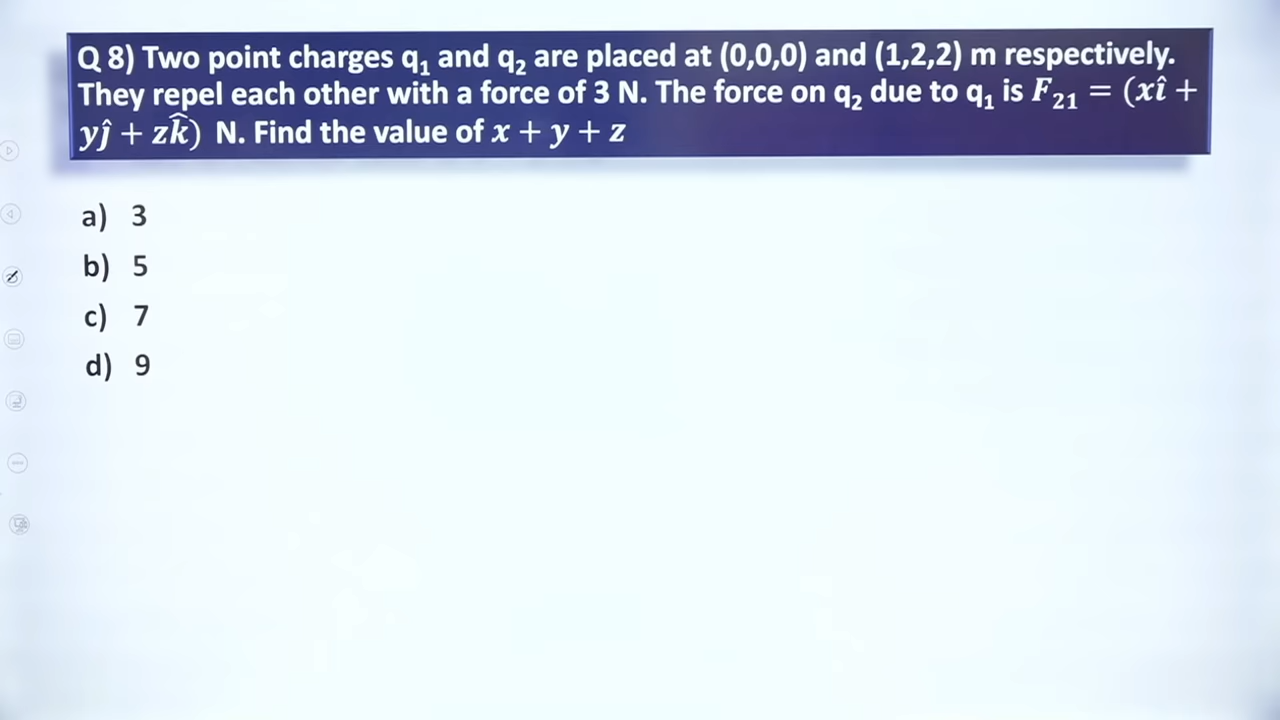 Q 8) Two point charges q₁ and q₂ are placed at (0,0,0) and (1,2,2) m respectively.
They repel each other with a force of 3 N. The force on q₂ due to q₁ is F₂₁ = (xî +
yĵ + zk̂) N. Find the value of x + y + z
a) 3
b) 5
c) 7
d) 9